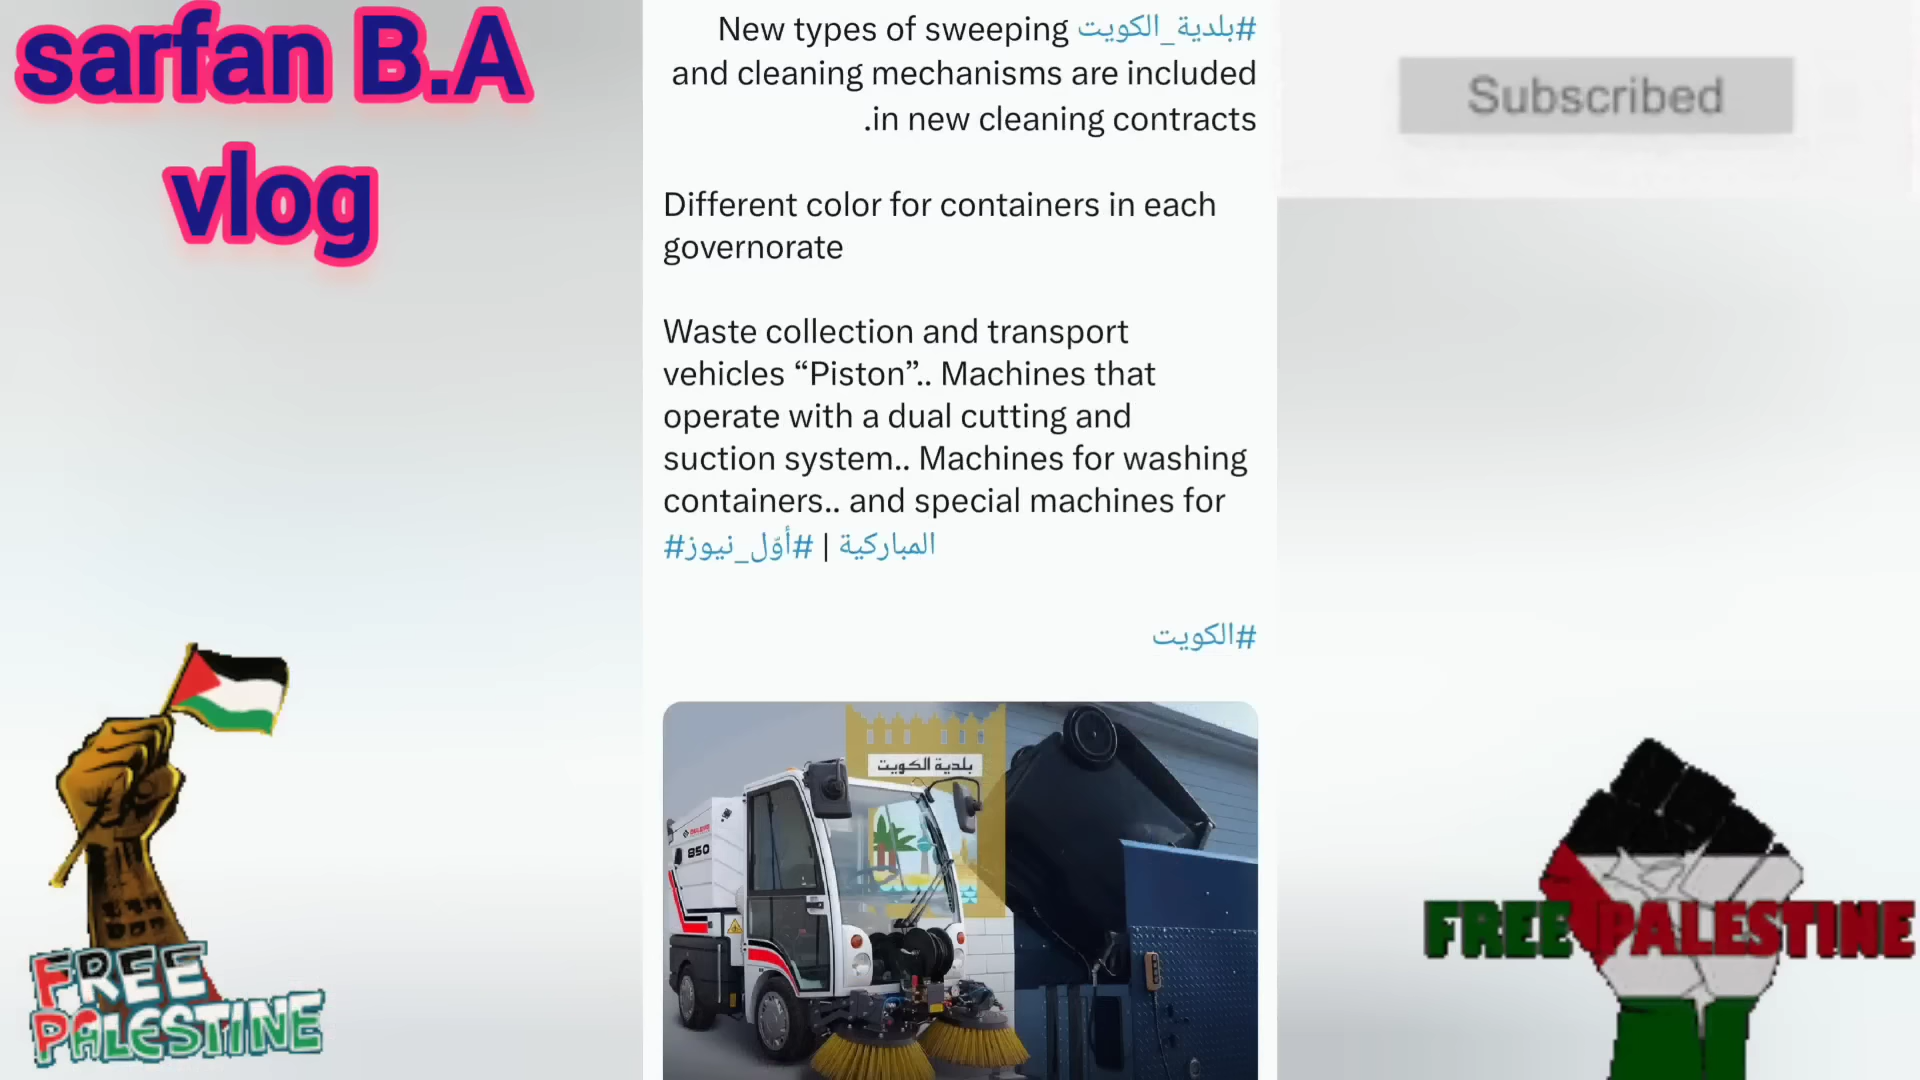 sarfan B.A
vlog
New types of sweeping #بلدية_الكويت
and cleaning mechanisms are included
.in new cleaning contracts
Different color for containers in each
governorate
Waste collection and transport
vehicles “Piston”.. Machines that
operate with a dual cutting and
suction system.. Machines for washing
containers.. and special machines for
#المباركية | #أوّل_نيوز
#الكويت
بلدية الكويت
850
Subscribed
FREE
PALESTINE
FREE PALESTINE